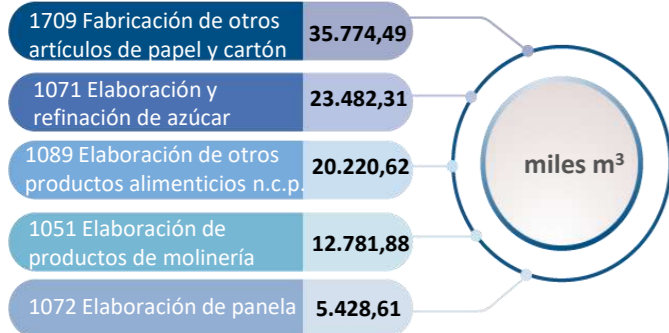 1709 Fabricación de otros
artículos de papel y cartón
35.774,49
1071 Elaboración y
refinación de azúcar
23.482,31
1089 Elaboración de otros
productos alimenticios n.c.p.
20.220,62
1051 Elaboración de
productos de molinería
12.781,88
1072 Elaboración de panela
5.428,61
miles m³